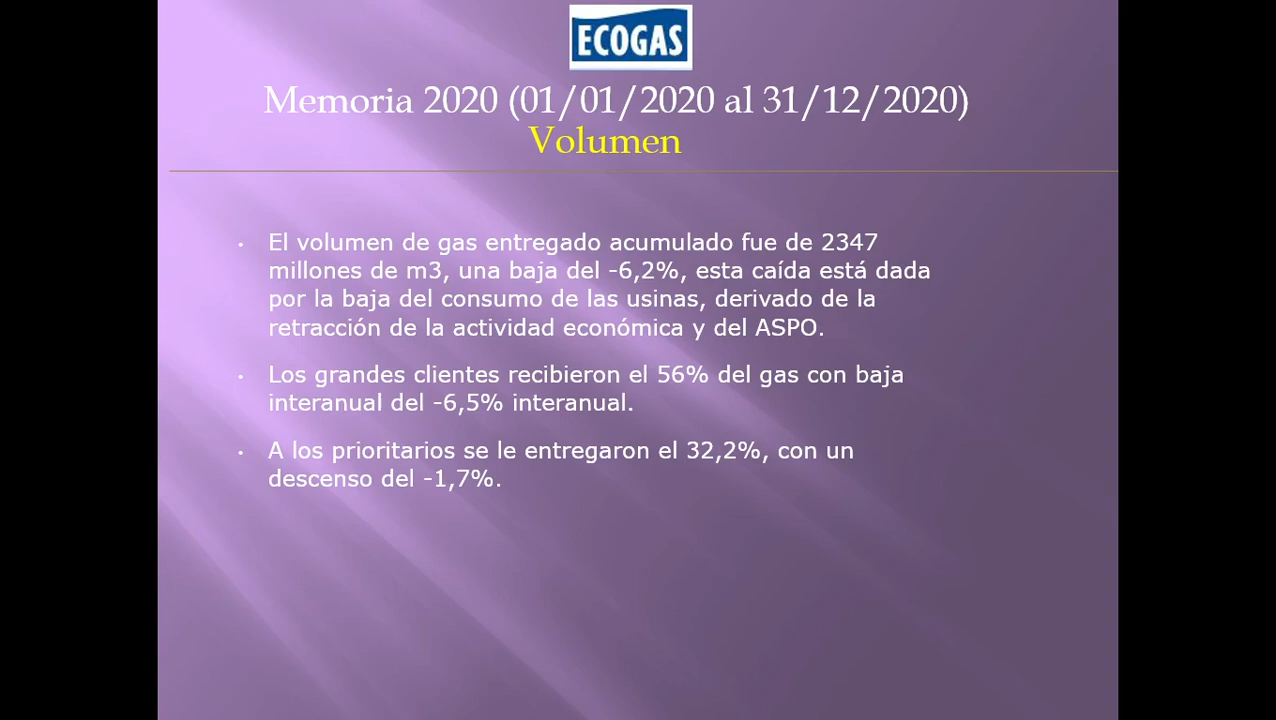 ECOGAS
Memoria 2020 (01/01/2020 al 31/12/2020)
Volumen
• El volumen de gas entregado acumulado fue de 2347
millones de m3, una baja del -6,2%, esta caída está dada
por la baja del consumo de las usinas, derivado de la
retracción de la actividad económica y del ASPO.
• Los grandes clientes recibieron el 56% del gas con baja
interanual del -6,5% interanual.
• A los prioritarios se le entregaron el 32,2%, con un
descenso del -1,7%.